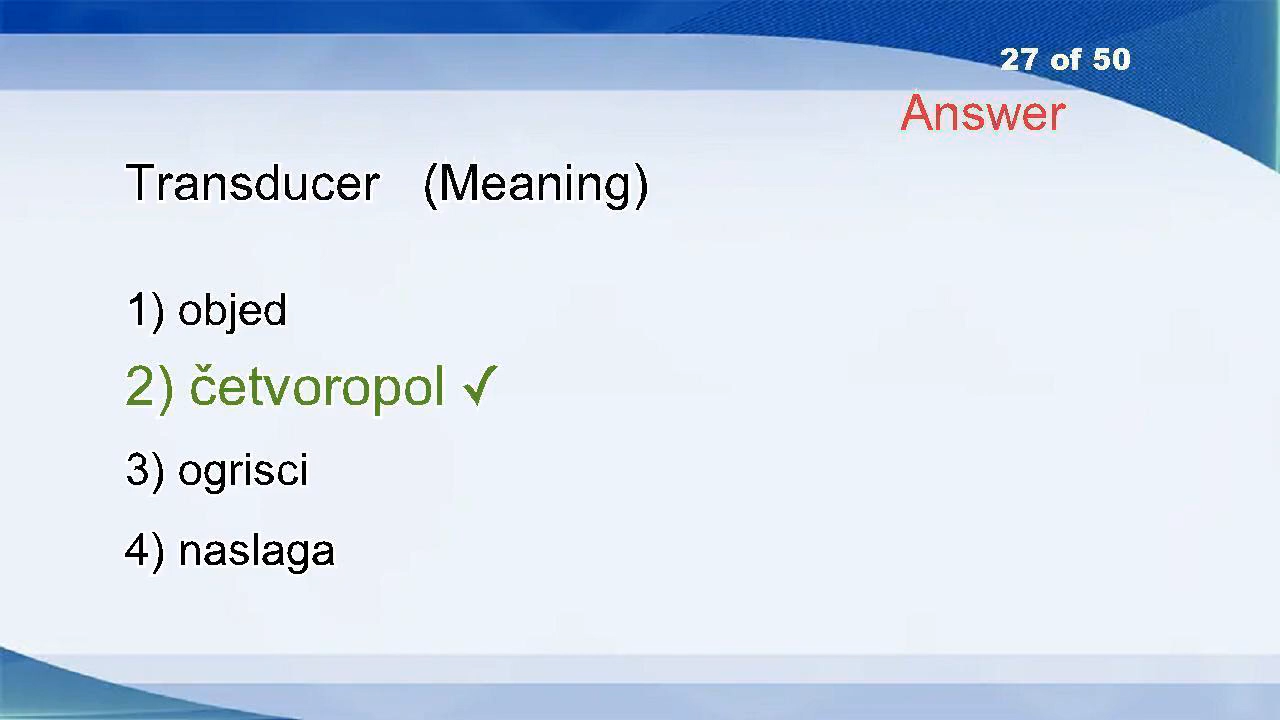 27 of 50
Answer
Transducer (Meaning)
1) objed
2) četvoropol ✓
3) ogrisci
4) naslaga